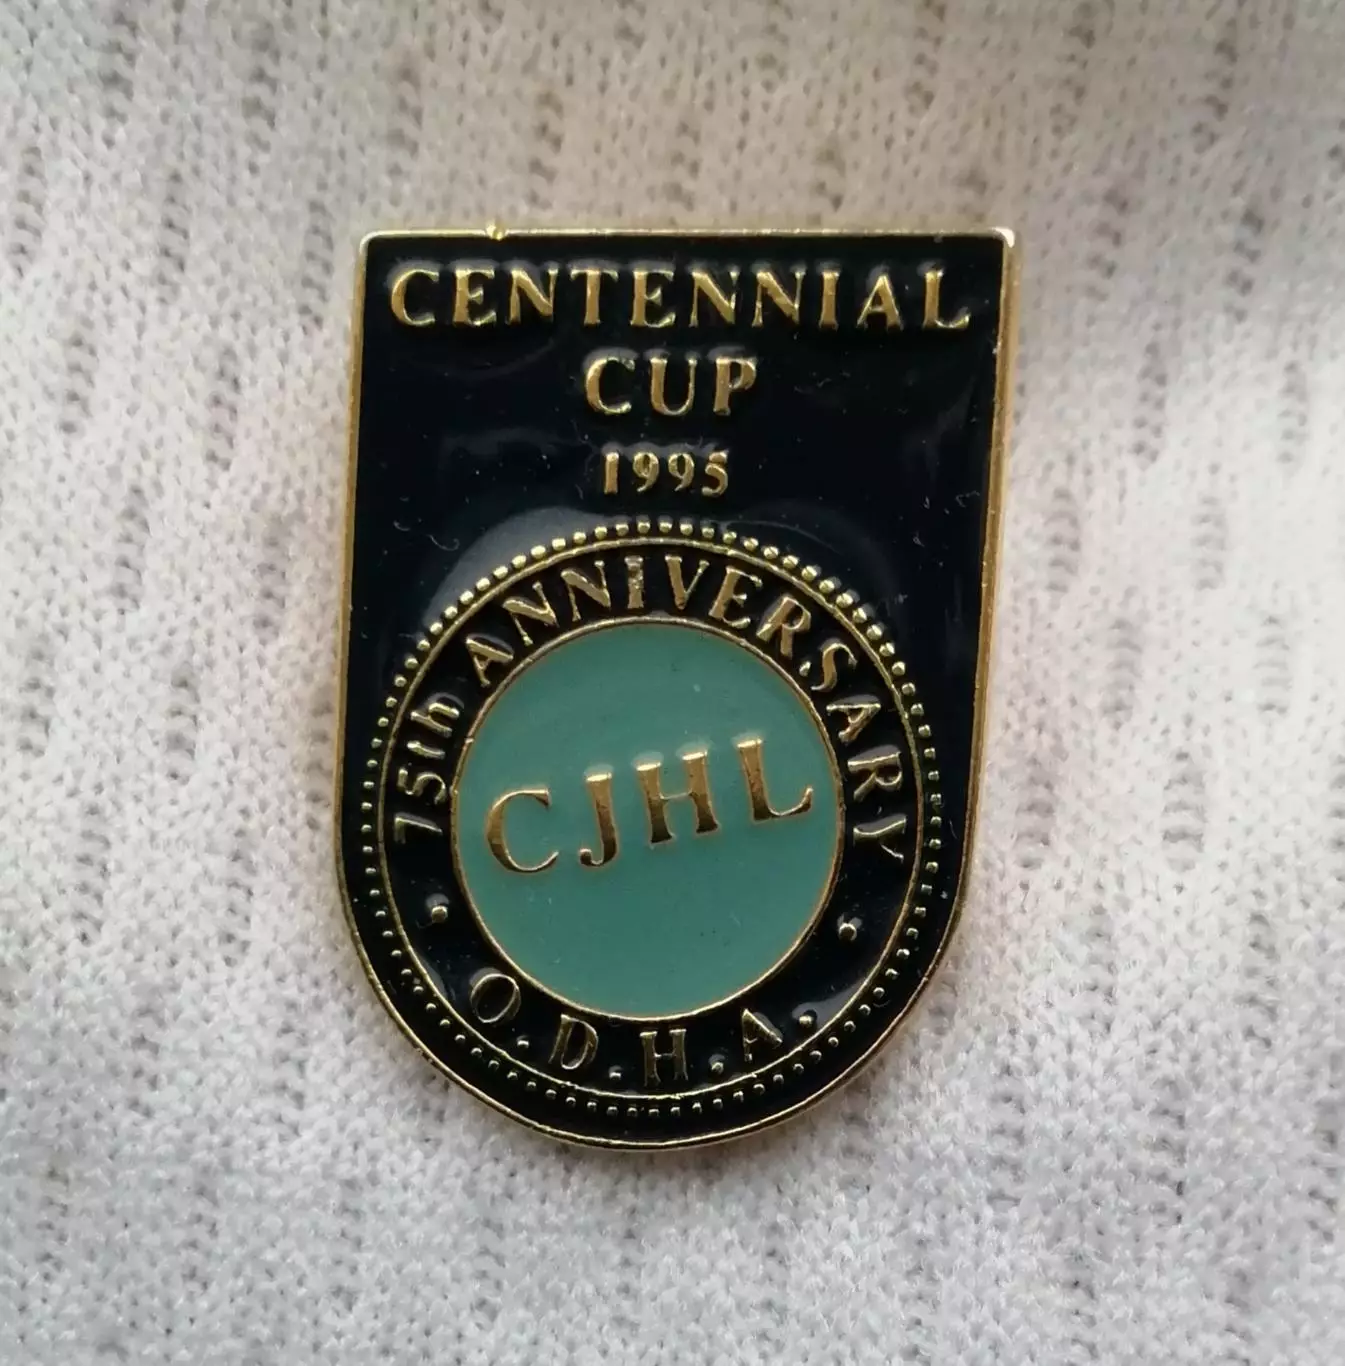 CENTENNIAL
CUP
1995
75th ANNIVERSARY
CJHL
• O.D.H.A. •